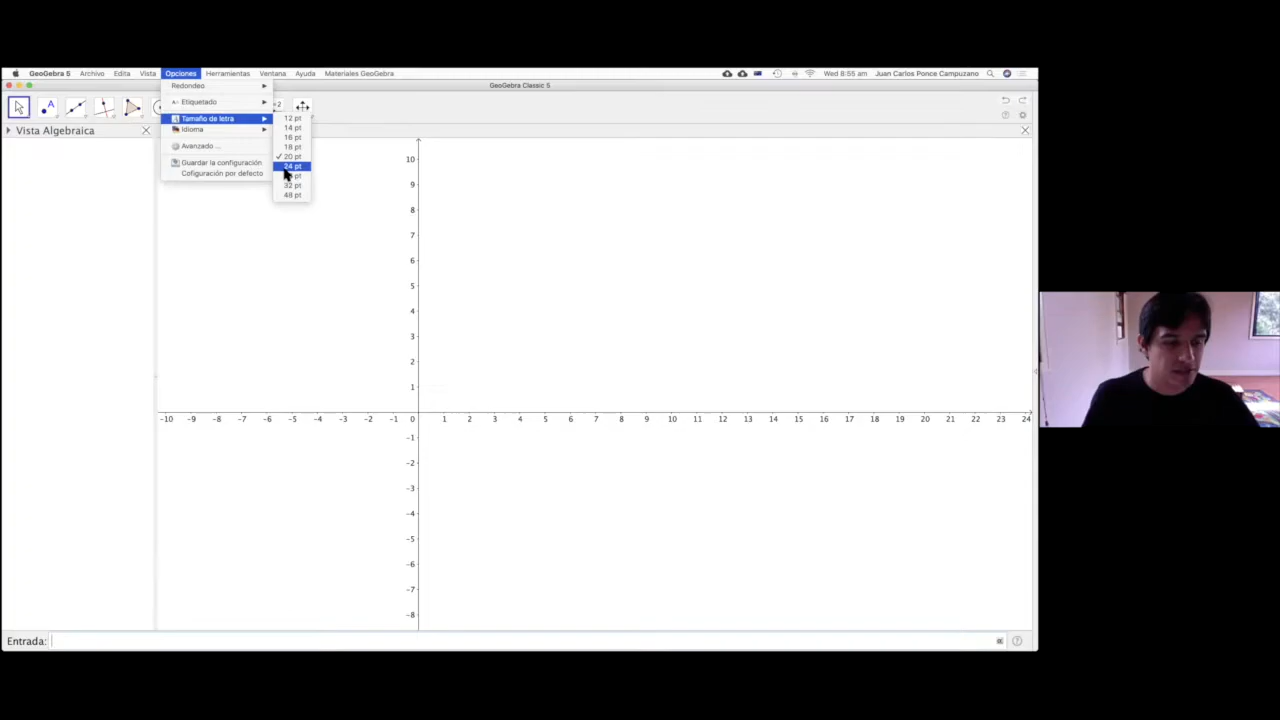 GeoGebra 5 Archivo Edita Vista Opciones Herramientas Ventana Ayuda Materiales GeoGebra Wed 8:55 am Juan Carlos Ponce Campuzano
GeoGebra Classic 5
Redondeo
Etiquetado
Tamaño de letra
Idioma
Avanzado ...
Guardar la configuración
Cofiguración por defecto
12 pt
14 pt
16 pt
18 pt
✓ 20 pt
24 pt
pt
32 pt
48 pt
Vista Algebraica
10
9
8
7
6
5
4
3
2
1
-10 -9 -8 -7 -6 -5 -4 -3 -2 -1 0 1 2 3 4 5 6 7 8 9 10 11 12 13 14 15 16 17 18 19 20 21 22 23 24
-1
-2
-3
-4
-5
-6
-7
-8
Entrada: